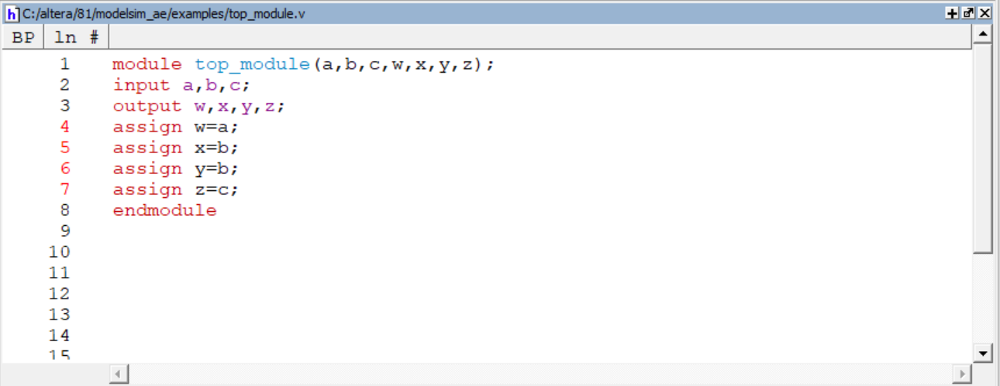 h C:/altera/81/modelsim_ae/examples/top_module.v
BP ln #
1 module top_module(a,b,c,w,x,y,z);
2 input a,b,c;
3 output w,x,y,z;
4 assign w=a;
5 assign x=b;
6 assign y=b;
7 assign z=c;
8 endmodule
9
10
11
12
13
14
15